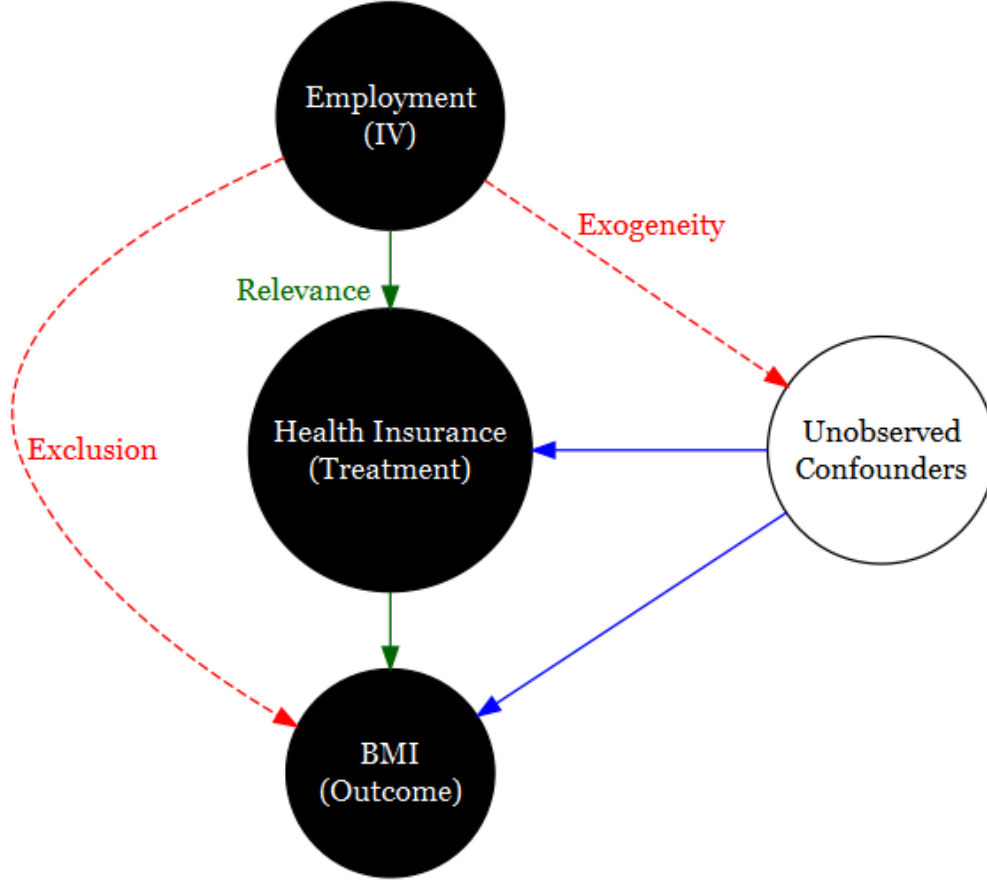 Employment
(IV)
Exogeneity
Relevance
Health Insurance
(Treatment)
Unobserved
Confounders
Exclusion
BMI
(Outcome)